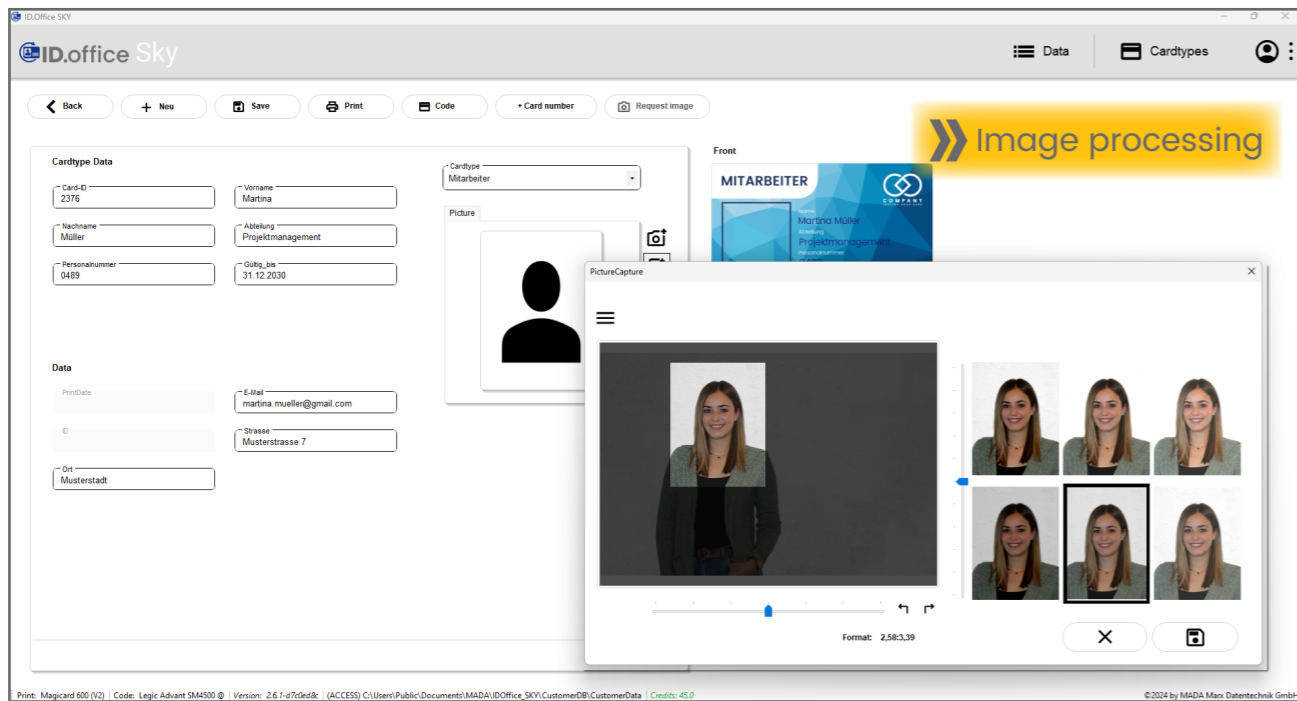 ID.Office SKY
ID.office Sky
Data
Cardtypes
Back
Neu
Save
Print
Code
+ Card number
Request image
Image processing
Cardtype Data
Card-ID
2376
Vorname
Martina
Nachname
Müller
Abteilung
Projektmanagement
Personalnummer
0489
Gültig_bis
31.12.2030
Cardtype
Mitarbeiter
Picture
Front
MITARBEITER
COMPANY
Name
Martina Müller
Abteilung
Projektmanagement
Personalnummer
Data
PrintDate
E-Mail
martina.mueller@gmail.com
ID
Strasse
Musterstrasse 7
Ort
Musterstadt
PictureCapture
Format: 2,58:3,39
Print: Magicard 600 (V2) | Code: Legic Advant SM4500 @ | Version: 2.6.1-d7c0ed8c | (ACCESS) C:\Users\Public\Documents\MADA\IDOffice_SKY\CustomerDB\CustomerData | Credits: 45.0
©2024 by MADA Marx Datentechnik GmbH